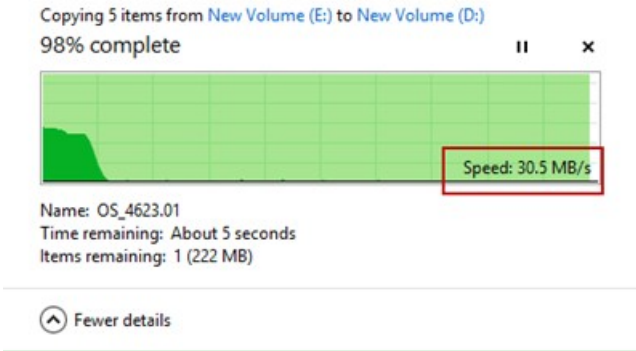 Copying 5 items from New Volume (E:) to New Volume (D:)
98% complete
Speed: 30.5 MB/s
Name: OS_4623.01
Time remaining: About 5 seconds
Items remaining: 1 (222 MB)
Fewer details